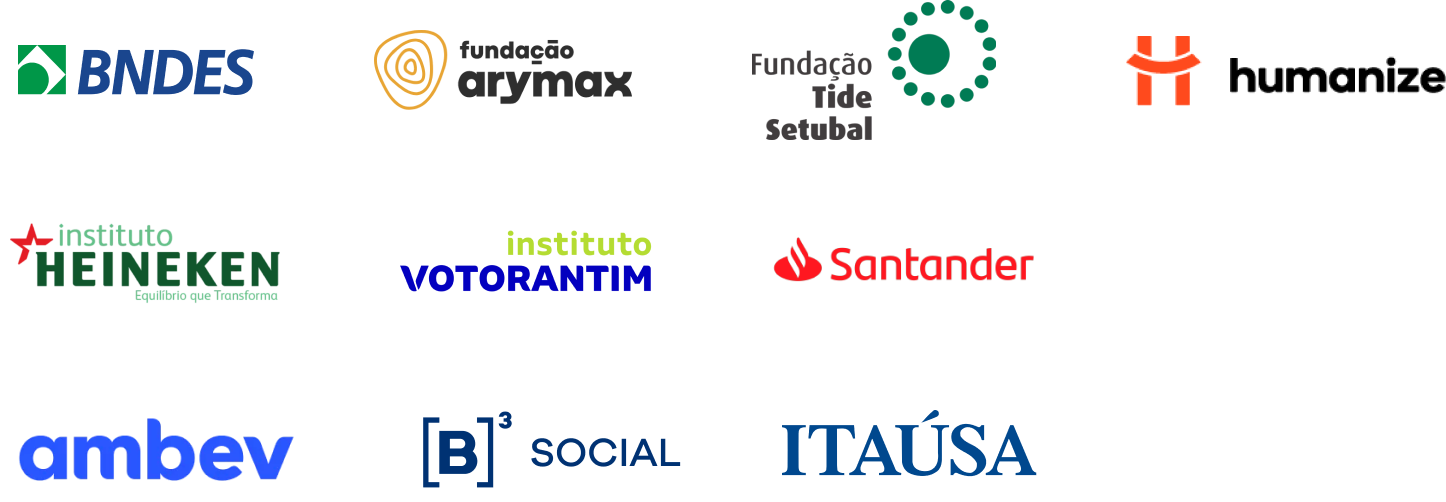 BNDES
fundação
arymax
Fundação
Tide
Setubal
humanize
instituto
HEINEKEN
Equilíbrio que Transforma
instituto
VOTORANTIM
Santander
ambev
[B]³ SOCIAL
ITAÚSA